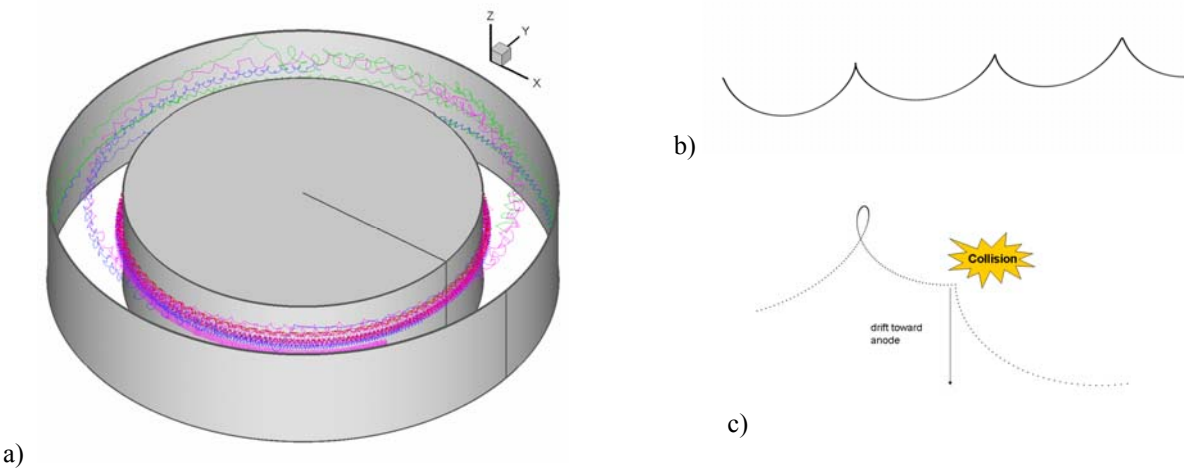 Z
Y
X
a)
b)
Collision
drift toward
anode
c)